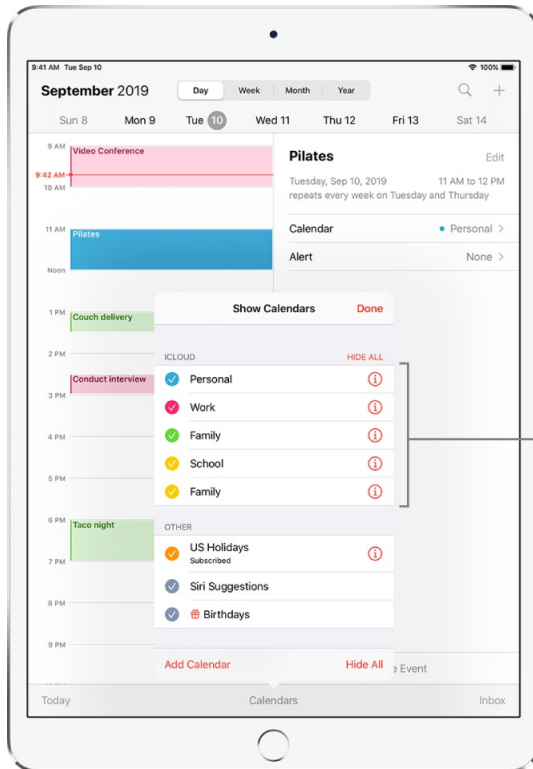 9:41 AM Tue Sep 10
100%
September 2019
Day
Week
Month
Year
Sun 8
Mon 9
Tue 10
Wed 11
Thu 12
Fri 13
Sat 14
9 AM
Video Conference
9:42 AM
10 AM
11 AM
Pilates
Noon
1 PM
Couch delivery
2 PM
Conduct interview
3 PM
4 PM
5 PM
6 PM
Taco night
7 PM
8 PM
9 PM
Pilates
Edit
Tuesday, Sep 10, 2019
11 AM to 12 PM
repeats every week on Tuesday and Thursday
Calendar
Personal
Alert
None
Show Calendars
Done
ICLOUD
HIDE ALL
Personal
Work
Family
School
Family
OTHER
US Holidays
Subscribed
Siri Suggestions
Birthdays
Add Calendar
Hide All
e Event
Today
Calendars
Inbox